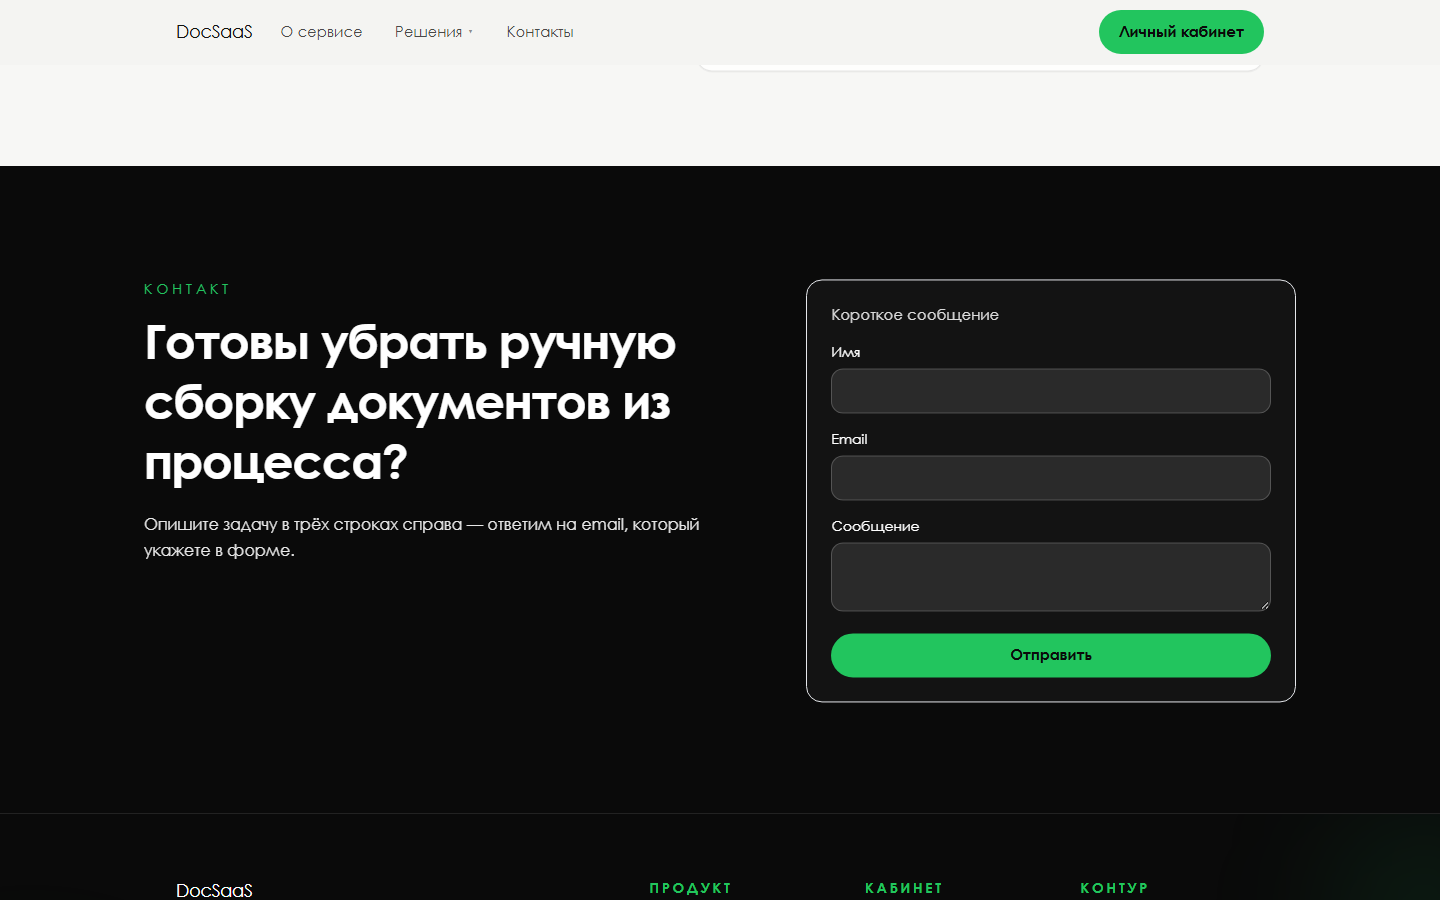 DocSaaS
О сервисе
Решения
Контакты
Личный кабинет
КОНТАКТ
Готовы убрать ручную
сборку документов из
процесса?
Опишите задачу в трёх строках справа — ответим на email, который
укажете в форме.
Короткое сообщение
Имя
Email
Сообщение
Отправить
DocSaaS
ПРОДУКТ
КАБИНЕТ
КОНТУР